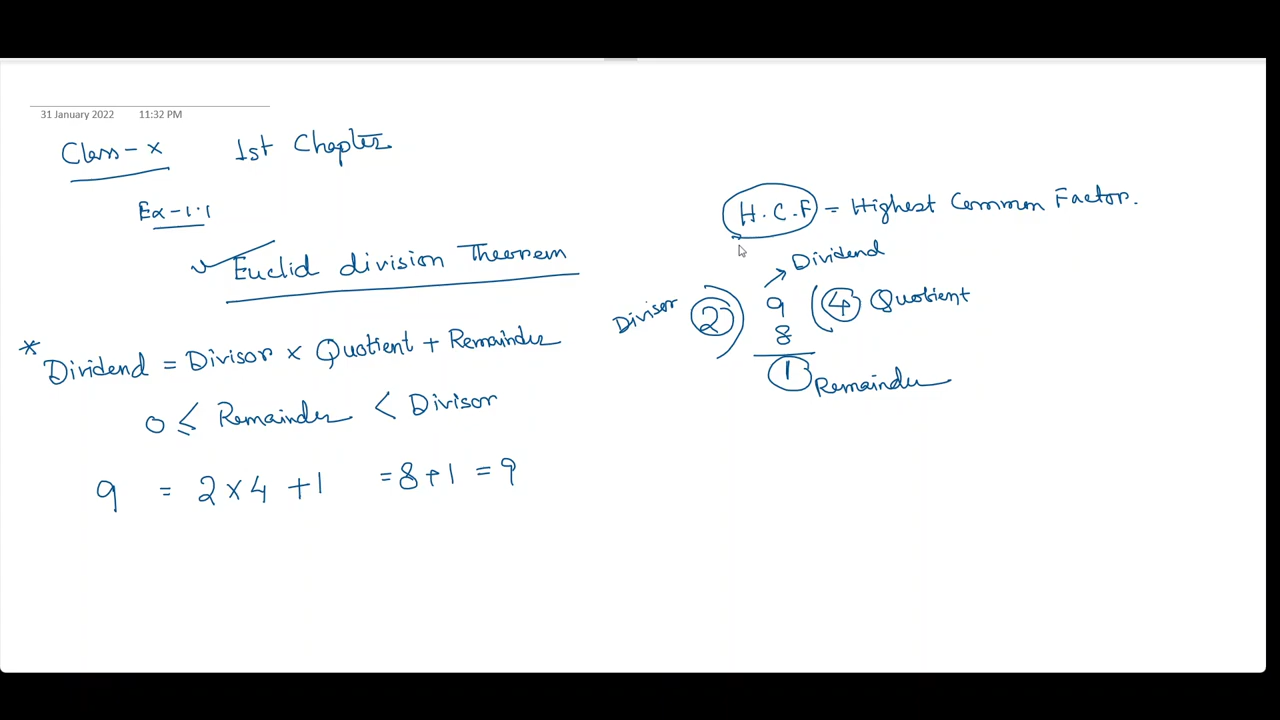 31 January 2022 11:32 PM
Class - X 1st Chapter
Ex - 1.1
Euclid division Theorem
* Dividend = Divisor × Quotient + Remainder
0 ≤ Remainder < Divisor
9 = 2 × 4 + 1 = 8 + 1 = 9
H.C.F = Highest Common Factor.
Dividend
Divisor 2 ) 9 ( 4 Quotient
8
1 Remainder